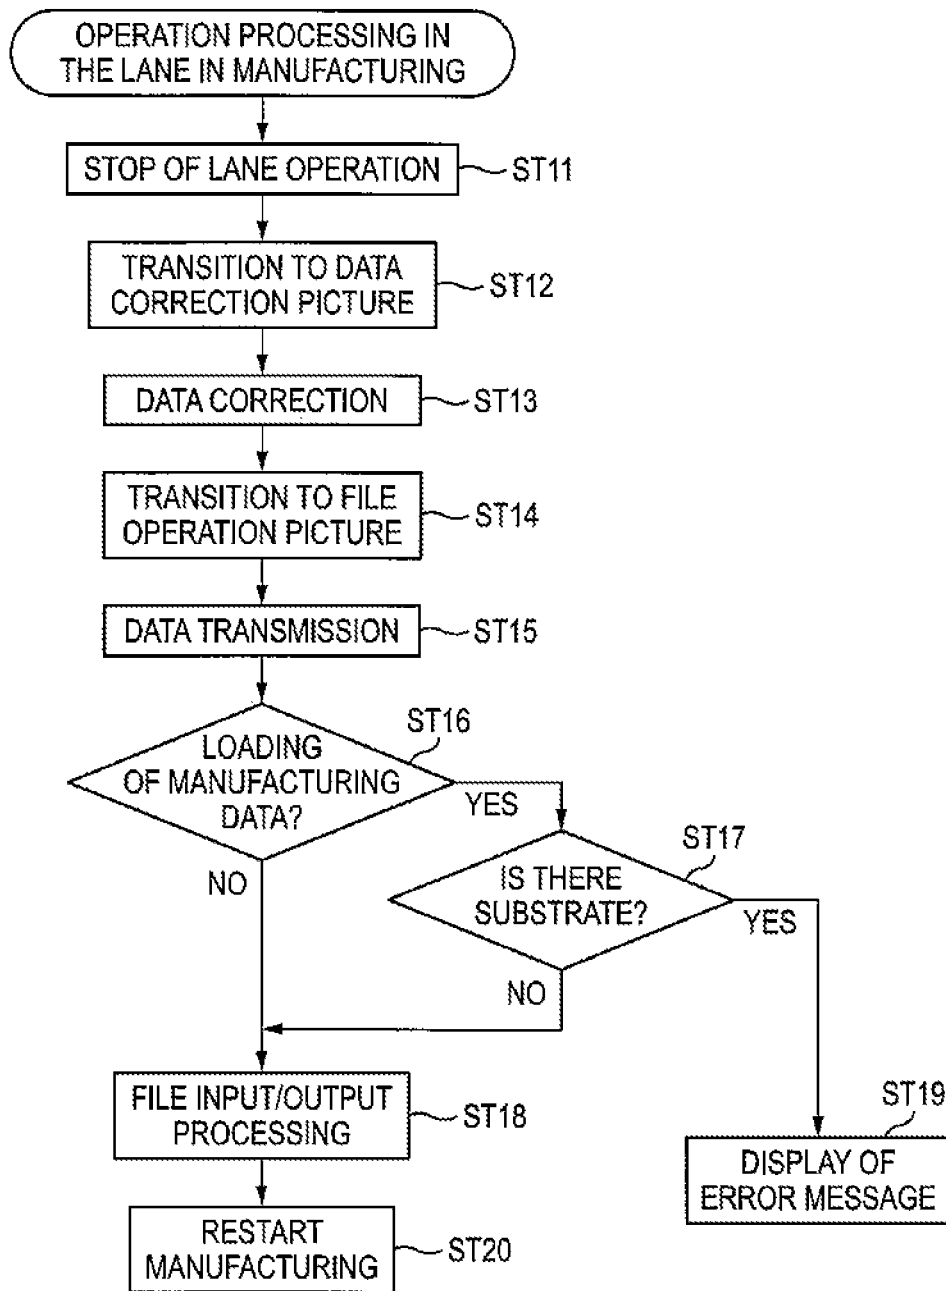 OPERATION PROCESSING IN
THE LANE IN MANUFACTURING
STOP OF LANE OPERATION
ST11
TRANSITION TO DATA
CORRECTION PICTURE
ST12
DATA CORRECTION
ST13
TRANSITION TO FILE
OPERATION PICTURE
ST14
DATA TRANSMISSION
ST15
ST16
LOADING
OF MANUFACTURING
DATA?
YES
NO
ST17
IS THERE
SUBSTRATE?
YES
NO
FILE INPUT/OUTPUT
PROCESSING
ST18
ST19
DISPLAY OF
ERROR MESSAGE
RESTART
MANUFACTURING
ST20